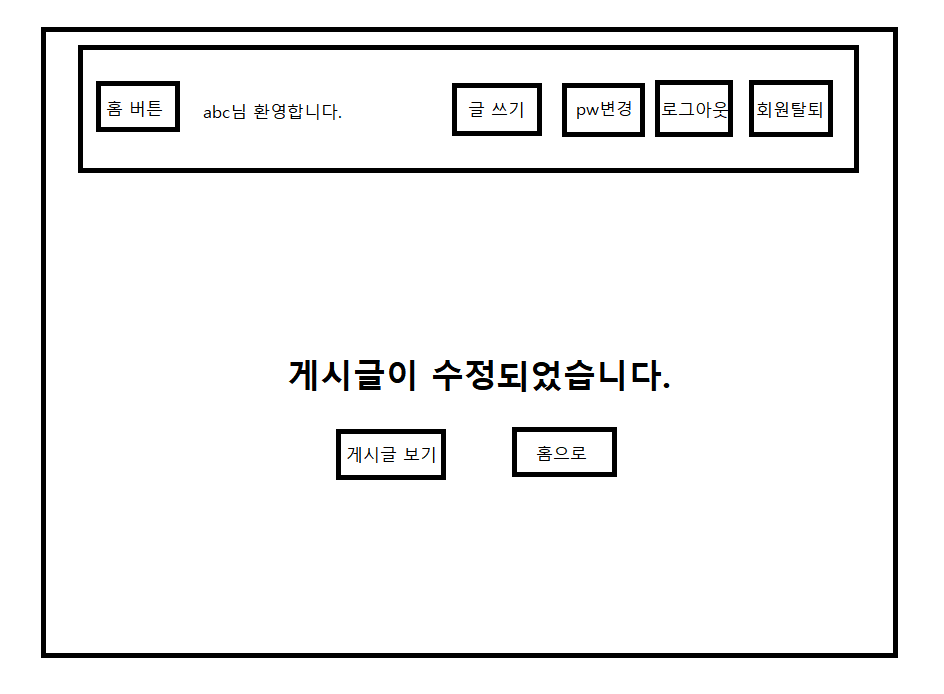 홈 버튼 abc님 환영합니다. 글 쓰기 pw변경 로그아웃 회원탈퇴
게시글이 수정되었습니다.
게시글 보기 홈으로